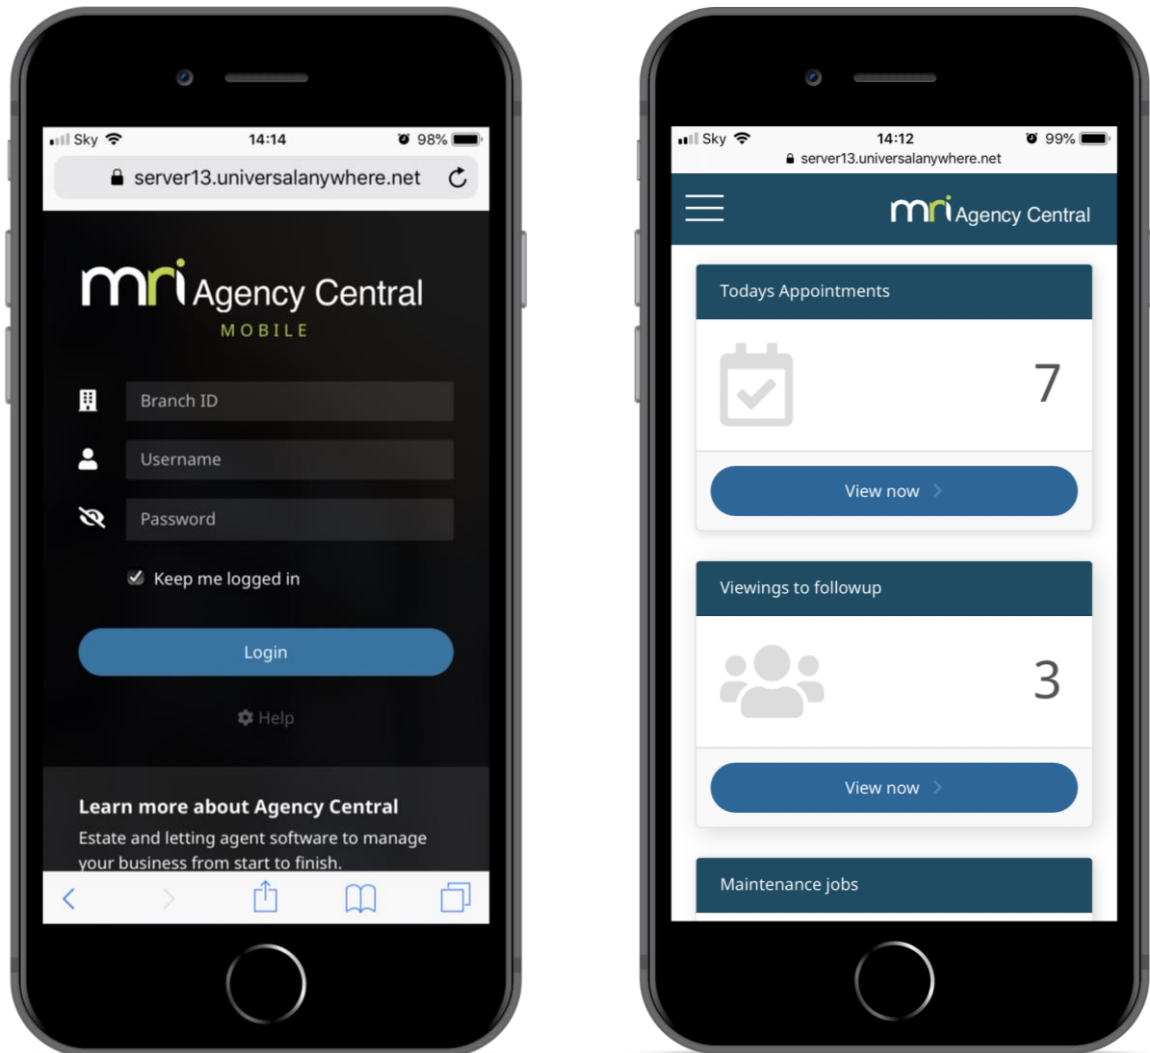 Sky 14:14 98%
server13.universalanywhere.net
mri Agency Central
MOBILE
Branch ID
Username
Password
Keep me logged in
Login
Help
Learn more about Agency Central
Estate and letting agent software to manage
your business from start to finish.
Sky 14:12 99%
server13.universalanywhere.net
mri Agency Central
Todays Appointments
7
View now
Viewings to followup
3
View now
Maintenance jobs